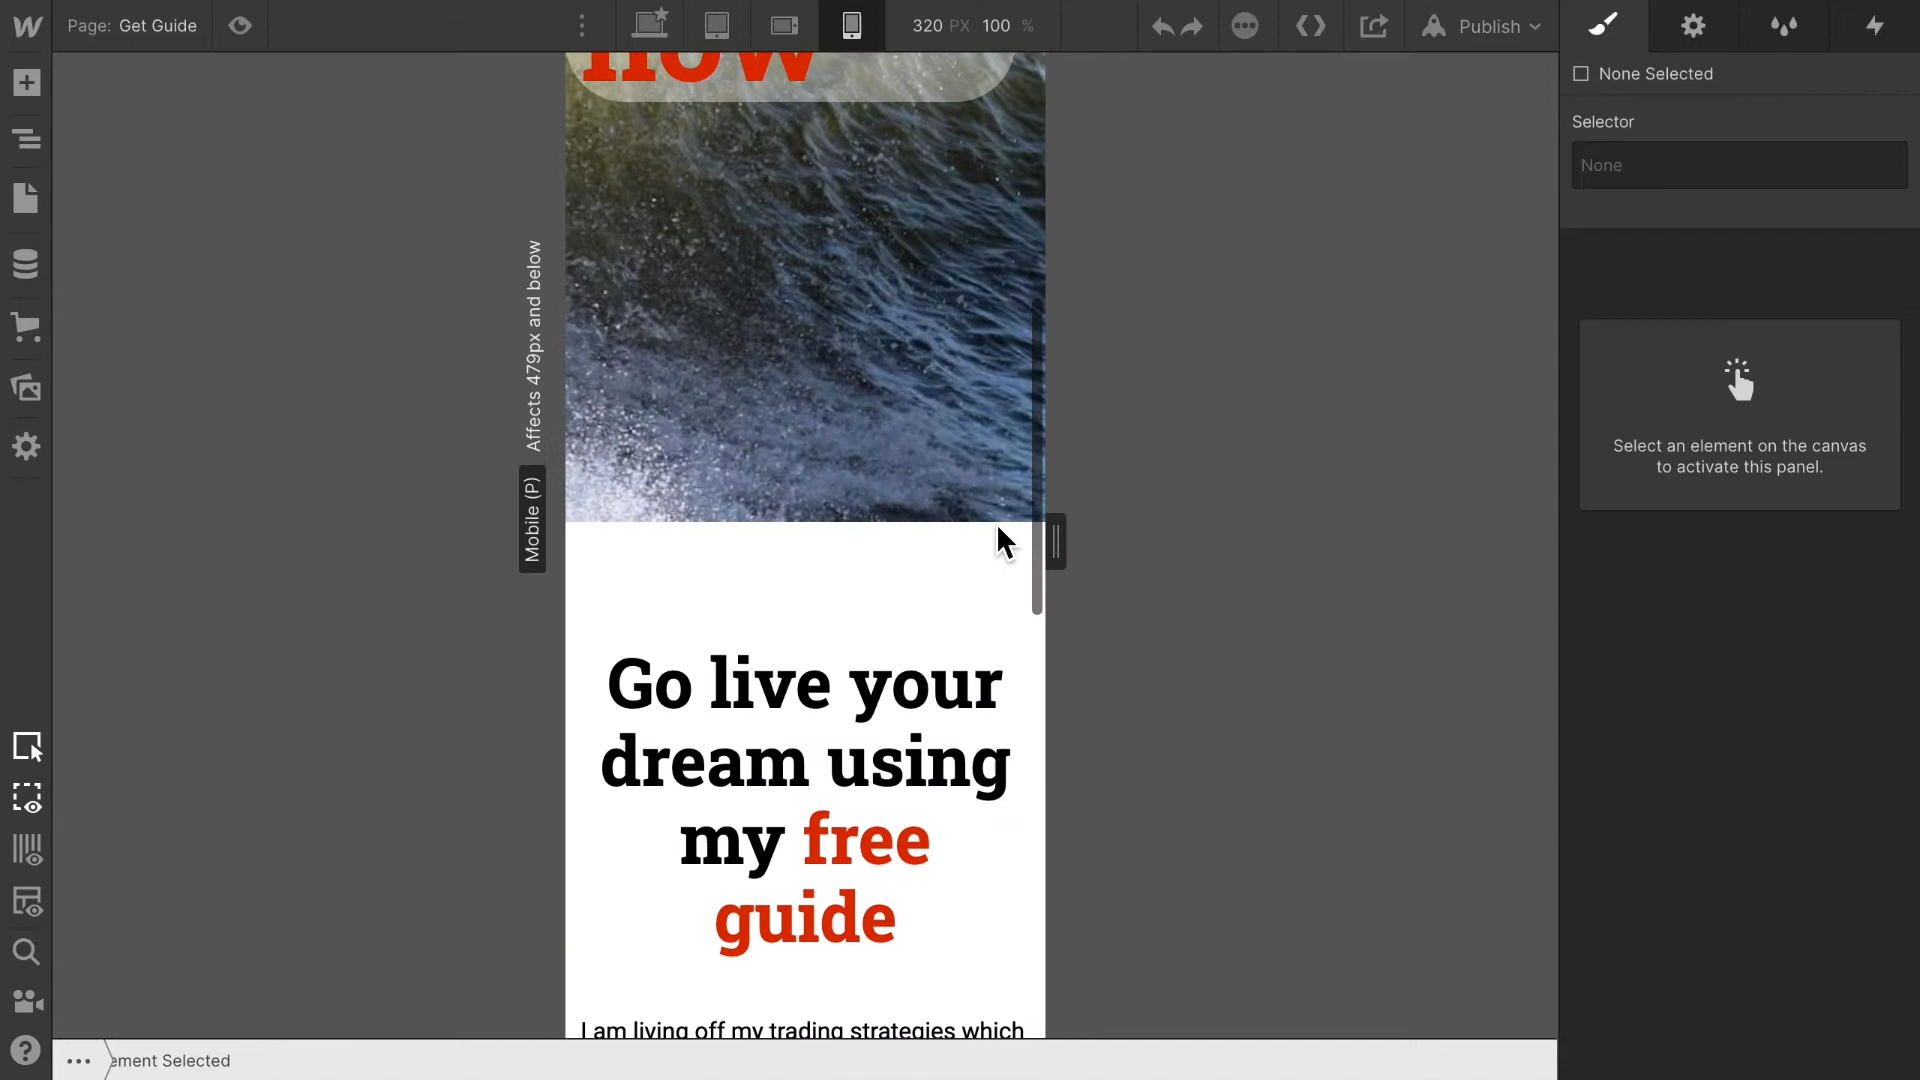 Page: Get Guide
320 PX 100 %
Publish
None Selected
Selector
None
Select an element on the canvas
to activate this panel.
Affects 479px and below
Mobile (P)
now
Go live your
dream using
my free
guide
I am living off my trading strategies which
ement Selected